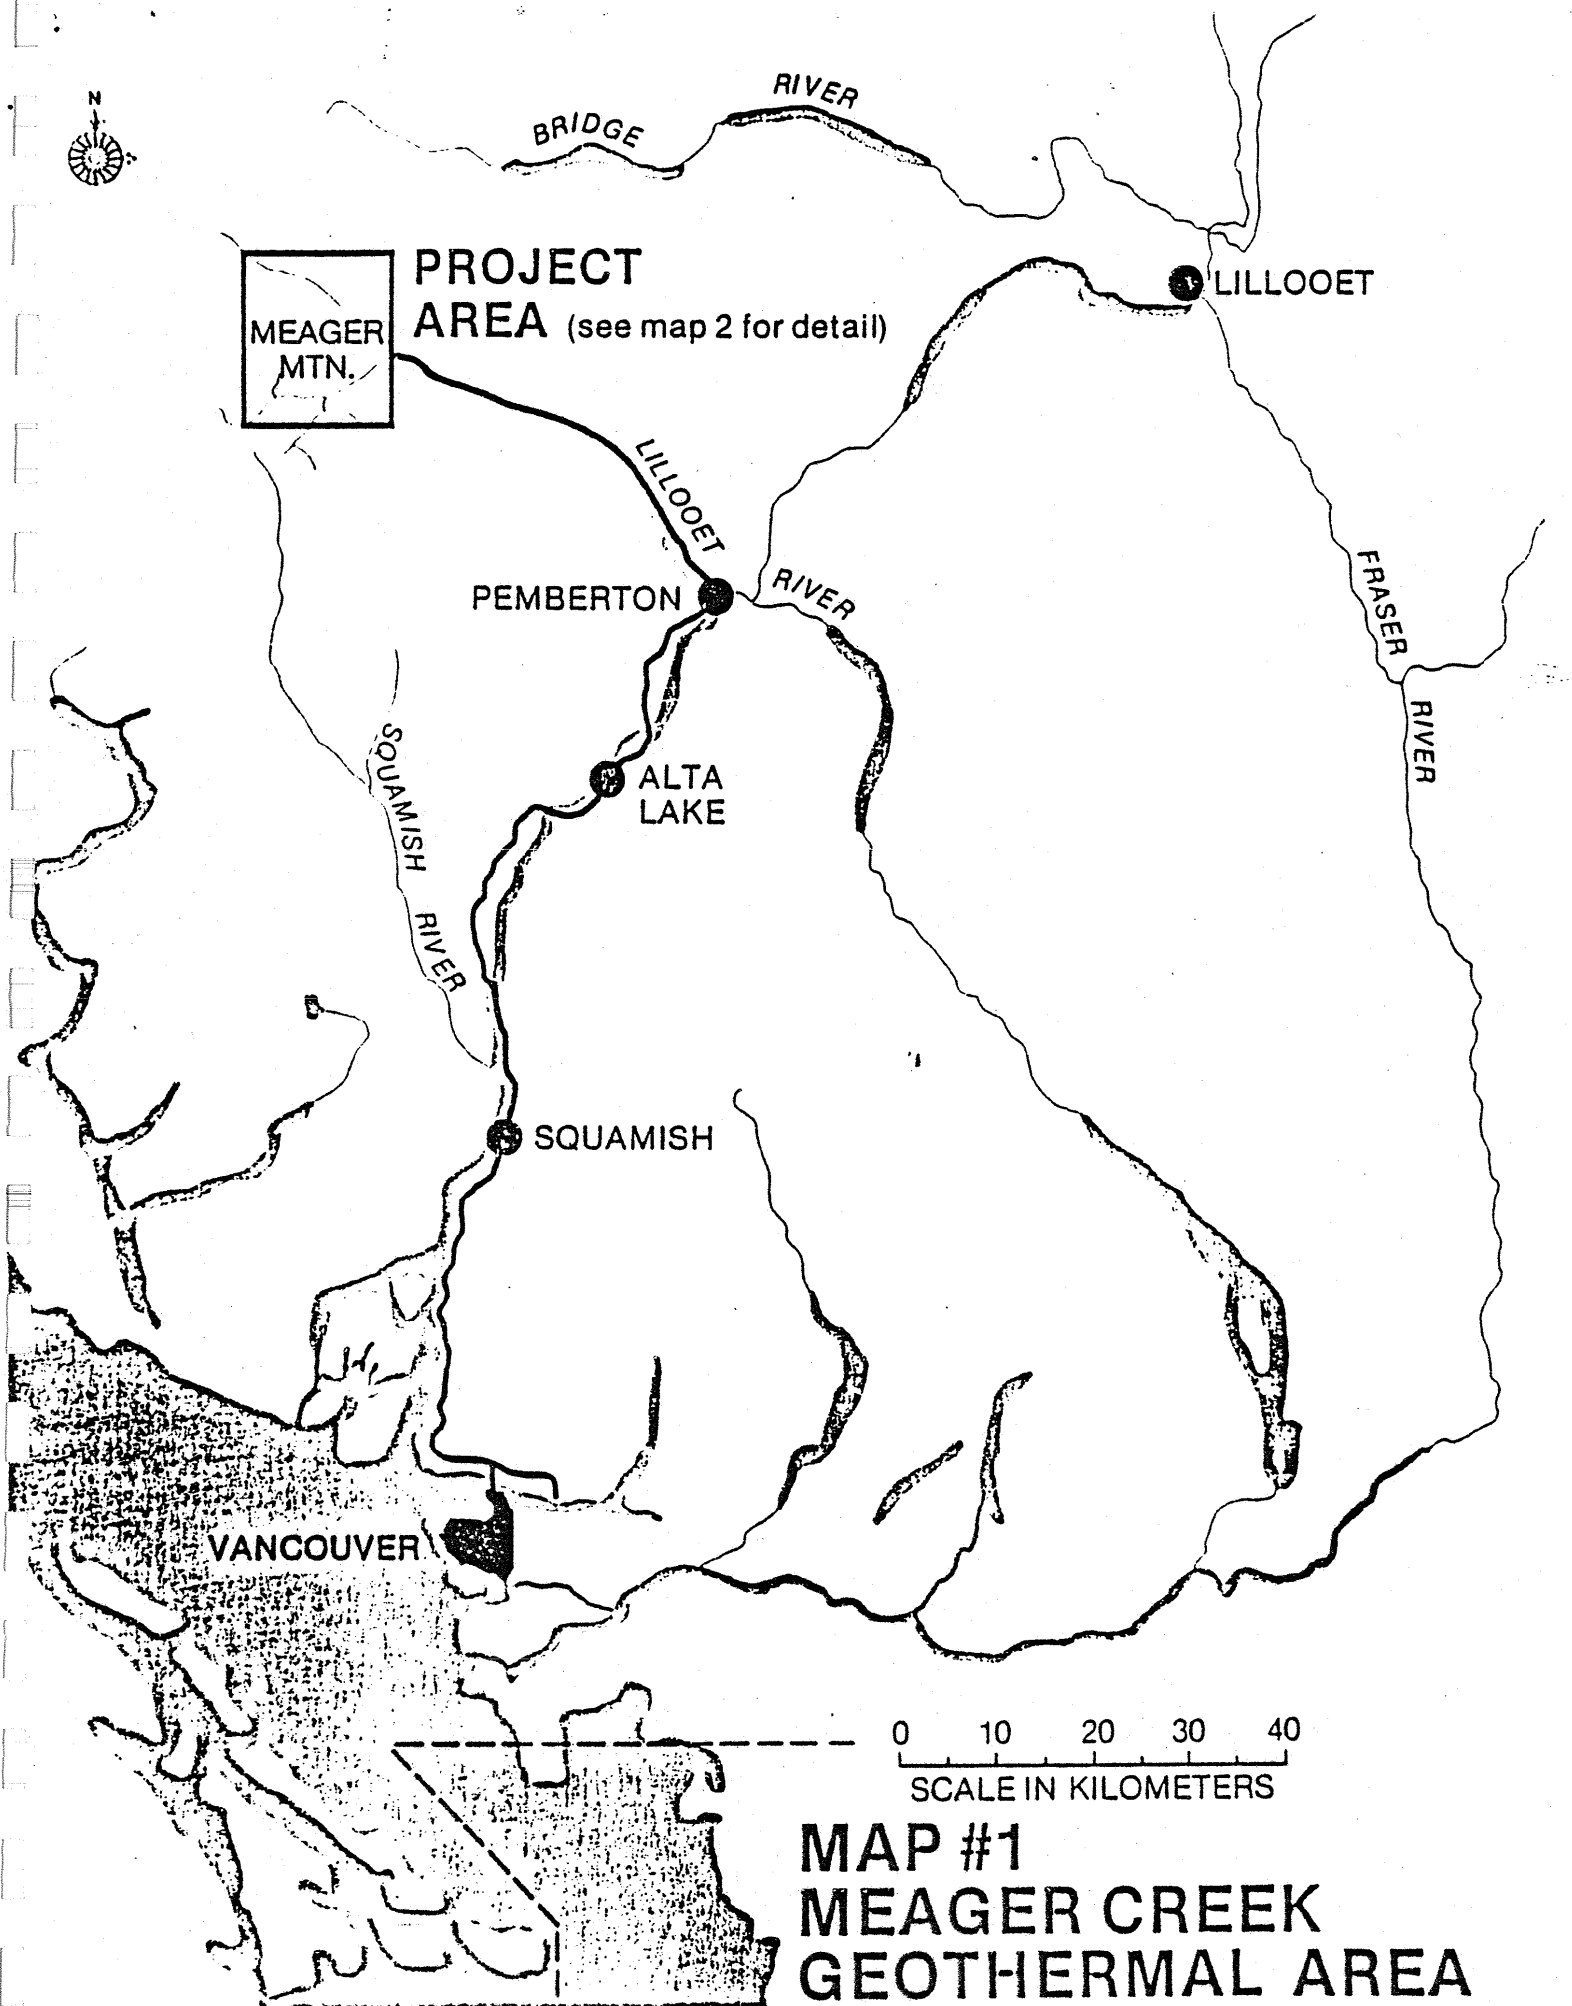 N
BRIDGE RIVER
PROJECT
AREA (see map 2 for detail)
MEAGER
MTN.
LILLOOET
LILLOOET
RIVER
PEMBERTON
FRASER
RIVER
SQUAMISH
RIVER
ALTA
LAKE
SQUAMISH
VANCOUVER
0 10 20 30 40
SCALE IN KILOMETERS
MAP #1
MEAGER CREEK
GEOTHERMAL AREA